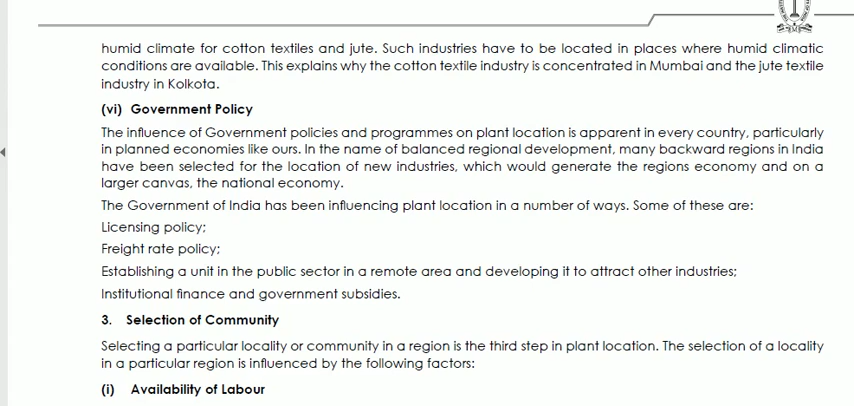 humid climate for cotton textiles and jute. Such industries have to be located in places where humid climatic
conditions are available. This explains why the cotton textile industry is concentrated in Mumbai and the jute textile
industry in Kolkota.
(vi) Government Policy
The influence of Government policies and programmes on plant location is apparent in every country, particularly
in planned economies like ours. In the name of balanced regional development, many backward regions in India
have been selected for the location of new industries, which would generate the regions economy and on a
larger canvas, the national economy.
The Government of India has been influencing plant location in a number of ways. Some of these are:
Licensing policy;
Freight rate policy;
Establishing a unit in the public sector in a remote area and developing it to attract other industries;
Institutional finance and government subsidies.
3. Selection of Community
Selecting a particular locality or community in a region is the third step in plant location. The selection of a locality
in a particular region is influenced by the following factors:
(i) Availability of Labour